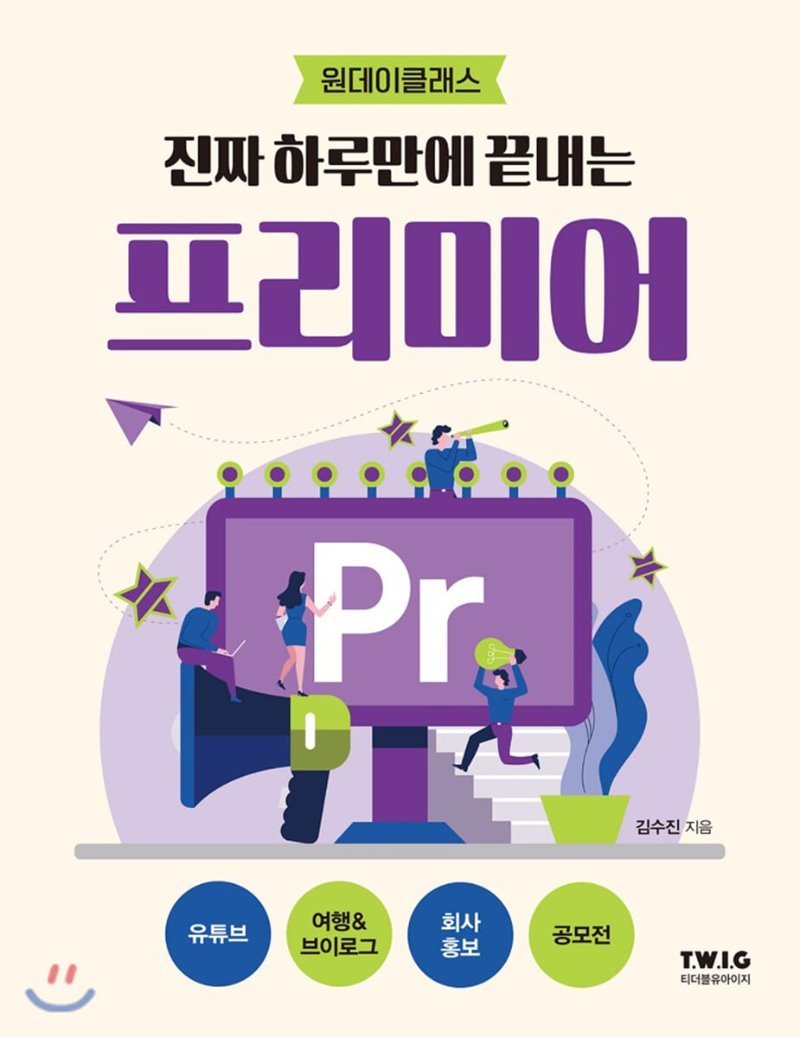 원데이클래스
진짜 하루만에 끝내는
프리미어
Pr
김수진 지음
유튜브
여행&
브이로그
회사
홍보
공모전
T.W.I.G
티더블유아이지